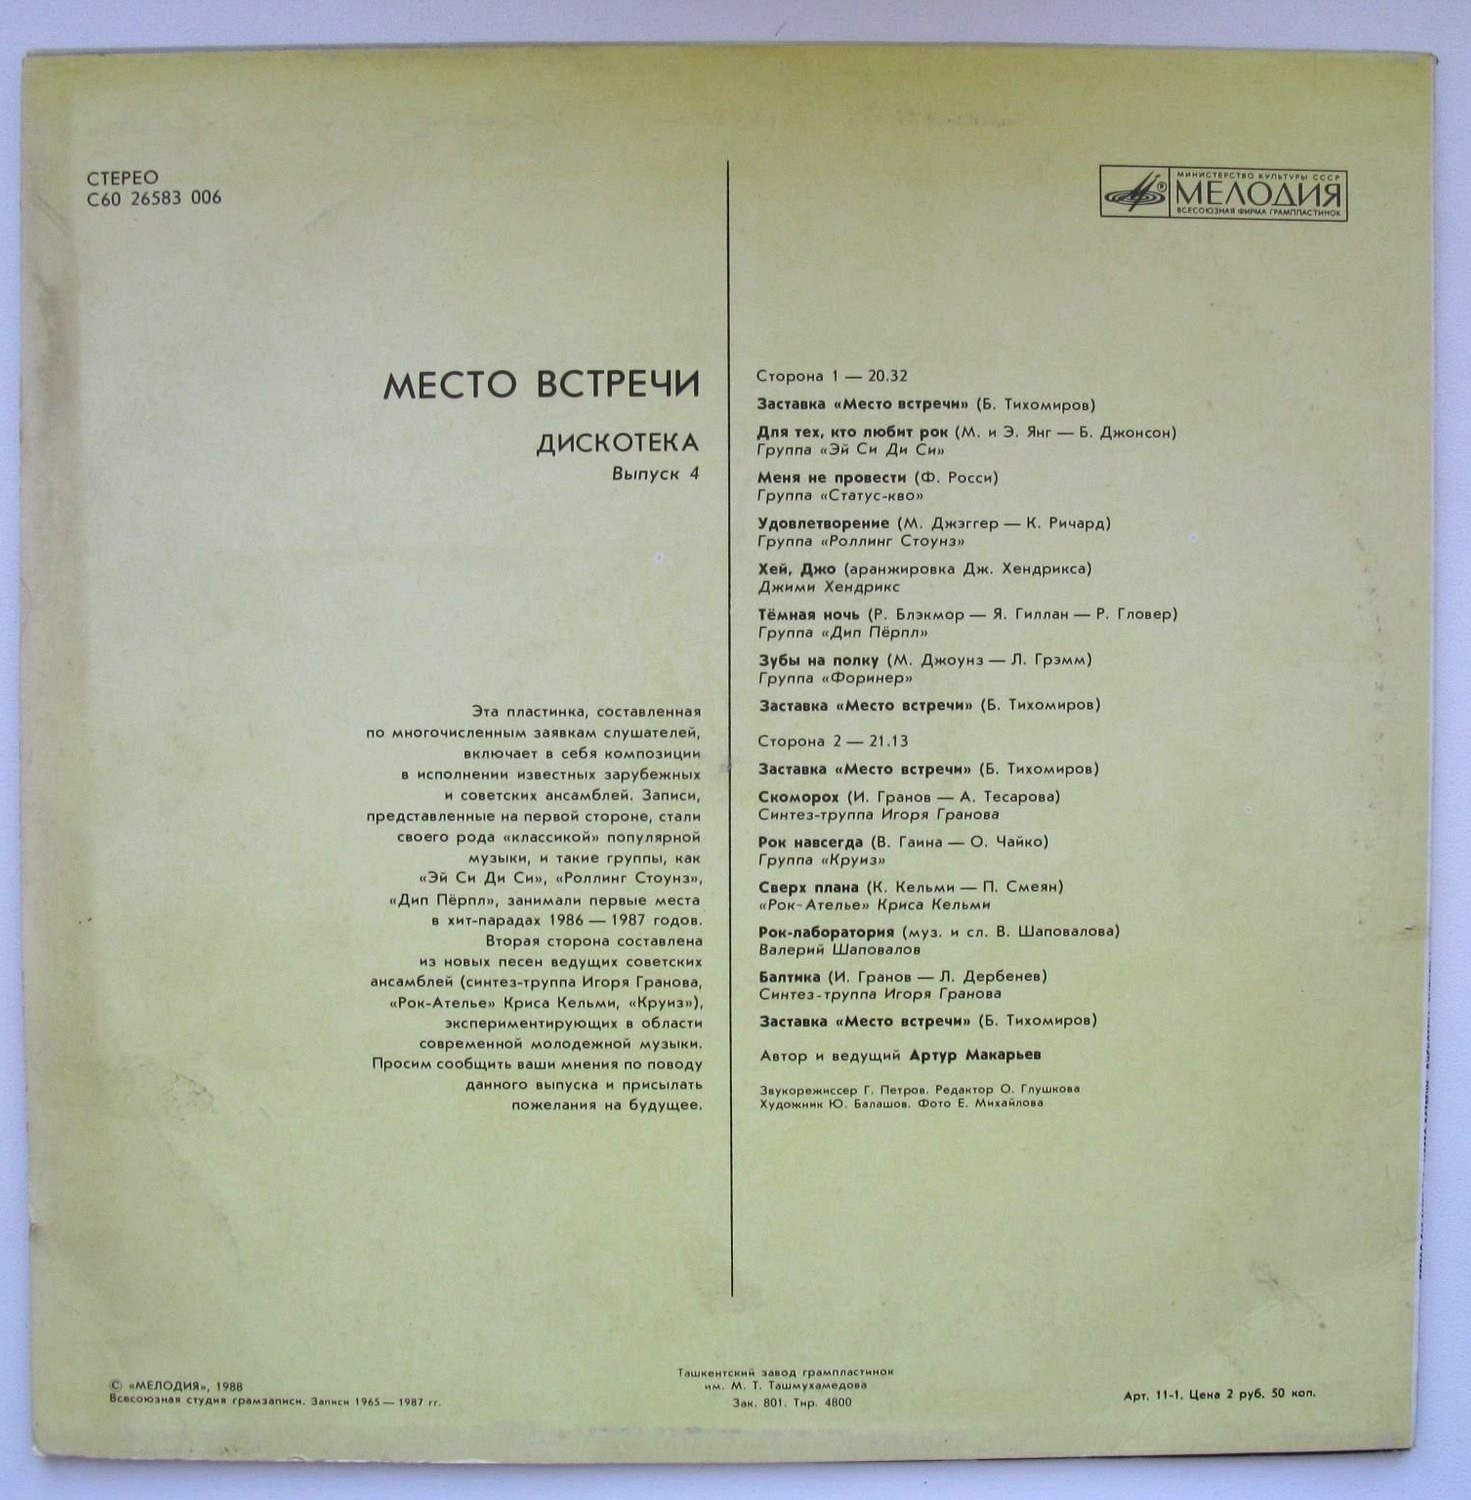 СТЕРЕО
С60 26583 006
МИНИСТЕРСТВО КУЛЬТУРЫ СССР
МЕЛОДИЯ
ВСЕСОЮЗНАЯ ФИРМА ГРАМПЛАСТИНОК
МЕСТО ВСТРЕЧИ
ДИСКОТЕКА
Выпуск 4
Эта пластинка, составленная
по многочисленным заявкам слушателей,
включает в себя композиции
в исполнении известных зарубежных
и советских ансамблей. Записи,
представленные на первой стороне, стали
своего рода «классикой» популярной
музыки, и такие группы, как
«Эй Си Ди Си», «Роллинг Стоунз»,
«Дип Пёрпл», занимали первые места
в хит-парадах 1986 — 1987 годов.
Вторая сторона составлена
из новых песен ведущих советских
ансамблей (синтез-труппа Игоря Гранова,
«Рок-Ателье» Криса Кельми, «Круиз»),
экспериментирующих в области
современной молодежной музыки.
Просим сообщить ваши мнения по поводу
данного выпуска и присылать
пожелания на будущее.
Сторона 1 — 20.32
Заставка «Место встречи» (Б. Тихомиров)
Для тех, кто любит рок (М. и Э. Янг — Б. Джонсон)
Группа «Эй Си Ди Си»
Меня не провести (Ф. Росси)
Группа «Статус-кво»
Удовлетворение (М. Джэггер — К. Ричард)
Группа «Роллинг Стоунз»
Хей, Джо (аранжировка Дж. Хендрикса)
Джими Хендрикс
Тёмная ночь (Р. Блэкмор — Я. Гиллан — Р. Гловер)
Группа «Дип Пёрпл»
Зубы на полку (М. Джоунз — Л. Грэмм)
Группа «Форинер»
Заставка «Место встречи» (Б. Тихомиров)
Сторона 2 — 21.13
Заставка «Место встречи» (Б. Тихомиров)
Скоморох (И. Гранов — А. Тесарова)
Синтез-труппа Игоря Гранова
Рок навсегда (В. Гаина — О. Чайко)
Группа «Круиз»
Сверх плана (К. Кельми — П. Смеян)
«Рок-Ателье» Криса Кельми
Рок-лаборатория (муз. и сл. В. Шаповалова)
Валерий Шаповалов
Балтика (И. Гранов — Л. Дербенев)
Синтез-труппа Игоря Гранова
Заставка «Место встречи» (Б. Тихомиров)
Автор и ведущий Артур Макарьев
Звукорежиссер Г. Петров. Редактор О. Глушкова
Художник Ю. Балашов. Фото Е. Михайлова
© «МЕЛОДИЯ», 1988
Всесоюзная студия грамзаписи. Записи 1965 — 1987 гг.
Ташкентский завод грампластинок
им. М. Т. Ташмухамедова
Зак. 801. Тир. 4800
Арт. 11-1. Цена 2 руб. 50 коп.